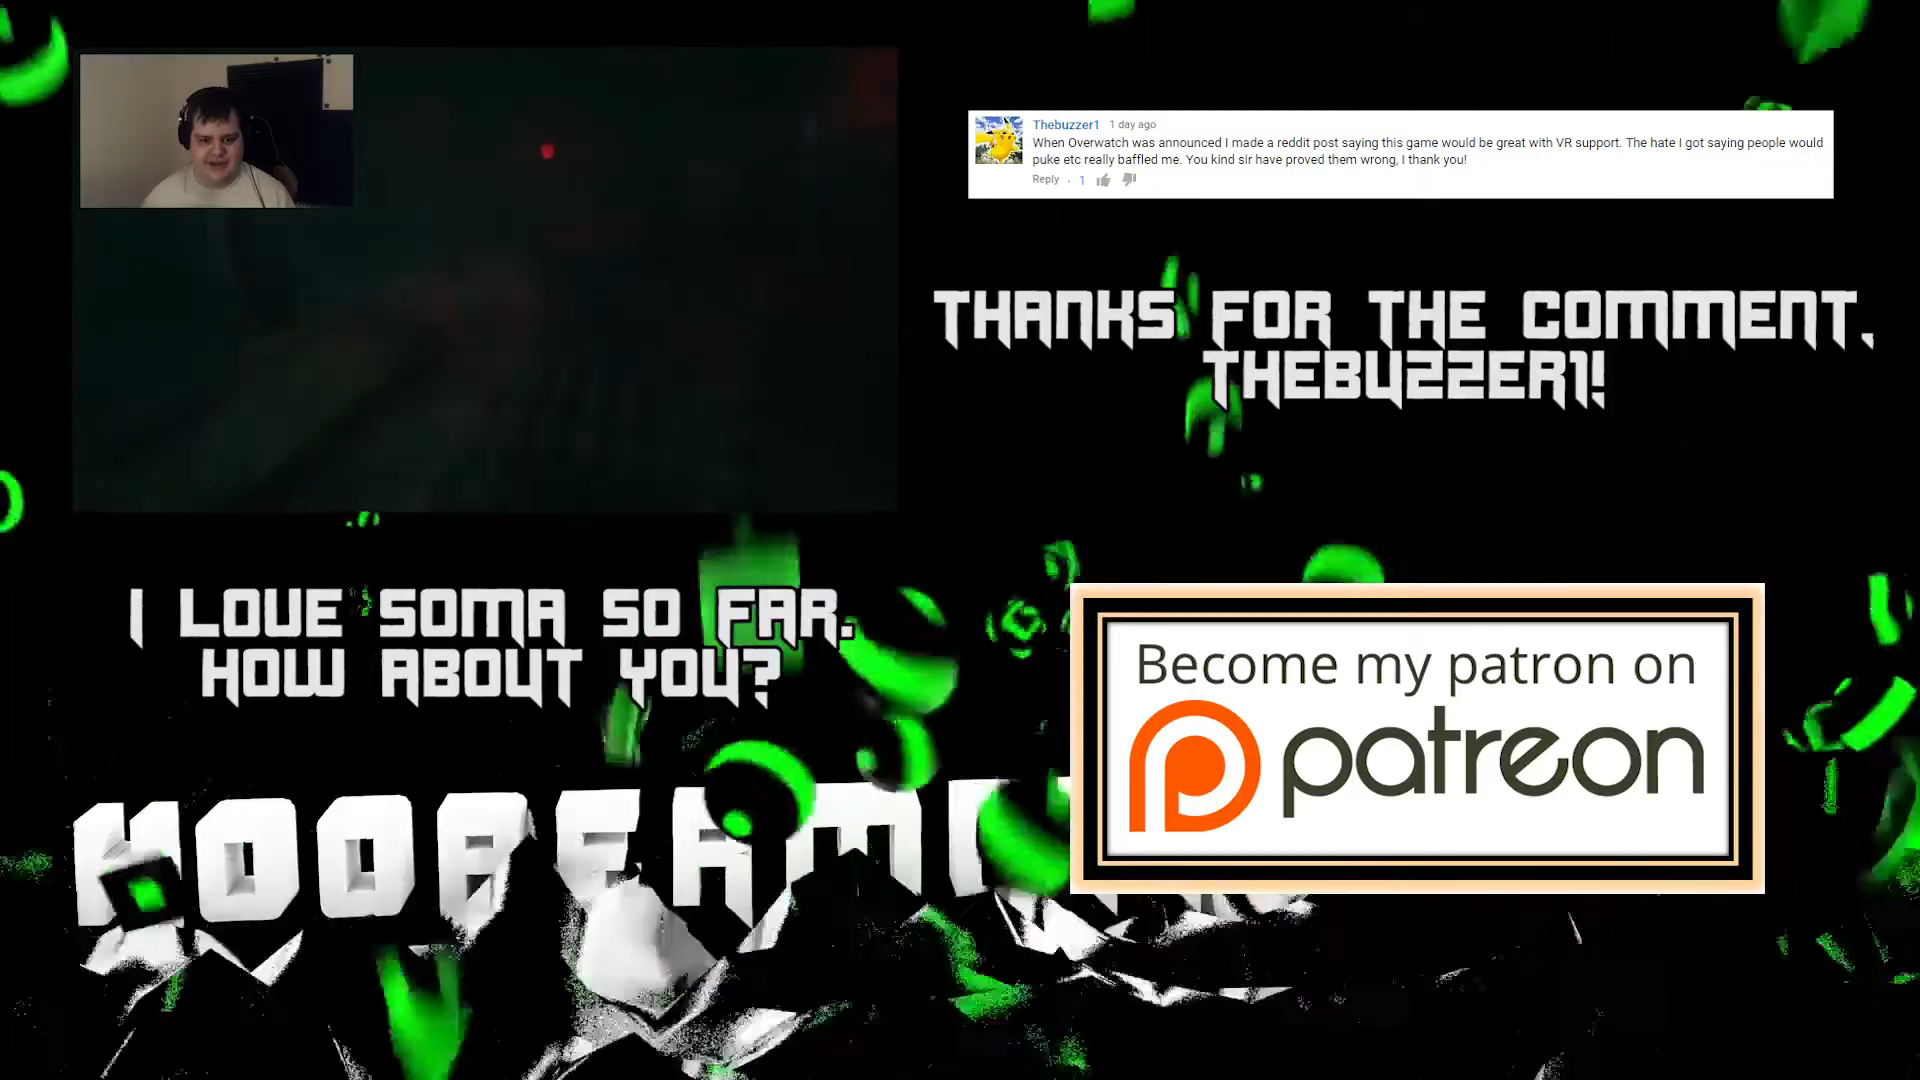 Thebuzzer1 1 day ago
When Overwatch was announced I made a reddit post saying this game would be great with VR support. The hate I got saying people would
puke etc really baffled me. You kind sir have proved them wrong, I thank you!
Reply . 1
THANKS FOR THE COMMENT,
THEBUZZER1!
I LOVE SOMA SO FAR.
HOW ABOUT YOU?
Become my patron on
patreon